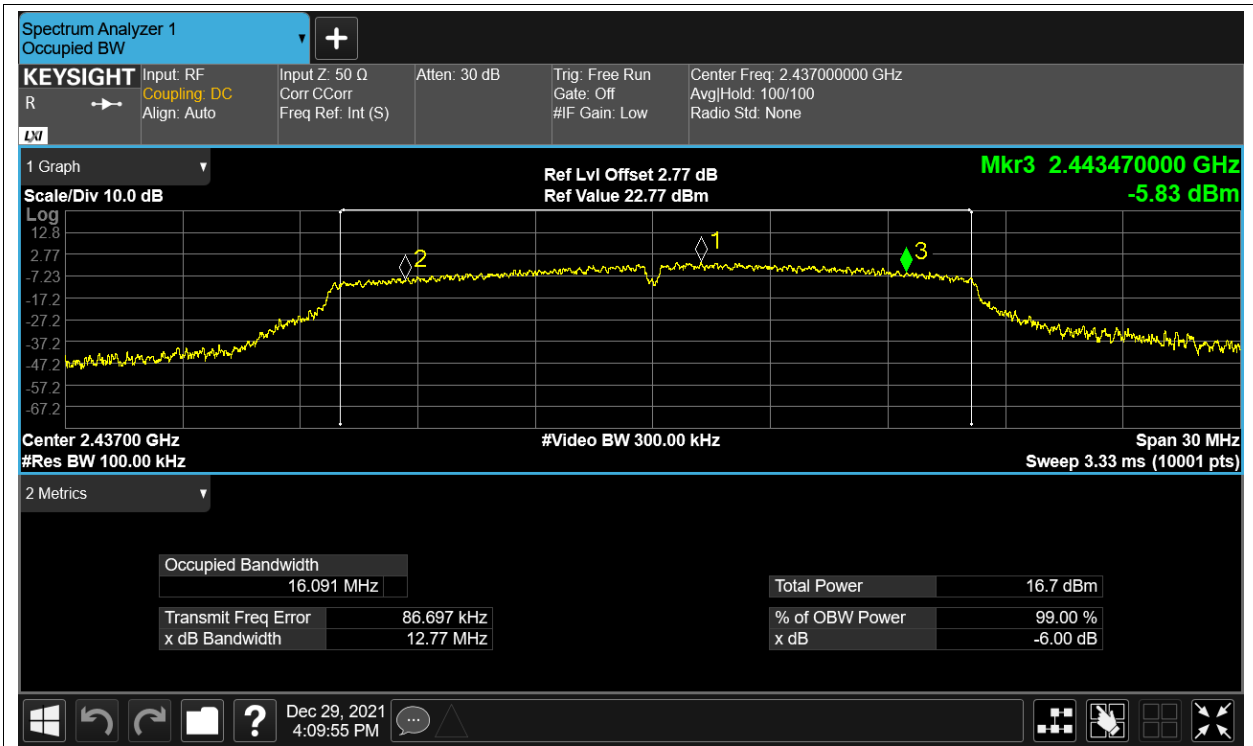 Spectrum Analyzer 1
Occupied BW
KEYSIGHT
R
LXI
Input: RF
Coupling: DC
Align: Auto
Input Z: 50 Ω
Corr CCorr
Freq Ref: Int (S)
Atten: 30 dB
Trig: Free Run
Gate: Off
#IF Gain: Low
Center Freq: 2.437000000 GHz
Avg|Hold: 100/100
Radio Std: None
1 Graph
Scale/Div 10.0 dB
Ref Lvl Offset 2.77 dB
Ref Value 22.77 dBm
Mkr3 2.443470000 GHz
-5.83 dBm
Log
12.8
2.77
-7.23
-17.2
-27.2
-37.2
-47.2
-57.2
-67.2
2
1
3
Center 2.43700 GHz
#Res BW 100.00 kHz
#Video BW 300.00 kHz
Span 30 MHz
Sweep 3.33 ms (10001 pts)
2 Metrics
Occupied Bandwidth
16.091 MHz
Transmit Freq Error 86.697 kHz
x dB Bandwidth 12.77 MHz
Total Power 16.7 dBm
% of OBW Power 99.00 %
x dB -6.00 dB
?
Dec 29, 2021
4:09:55 PM